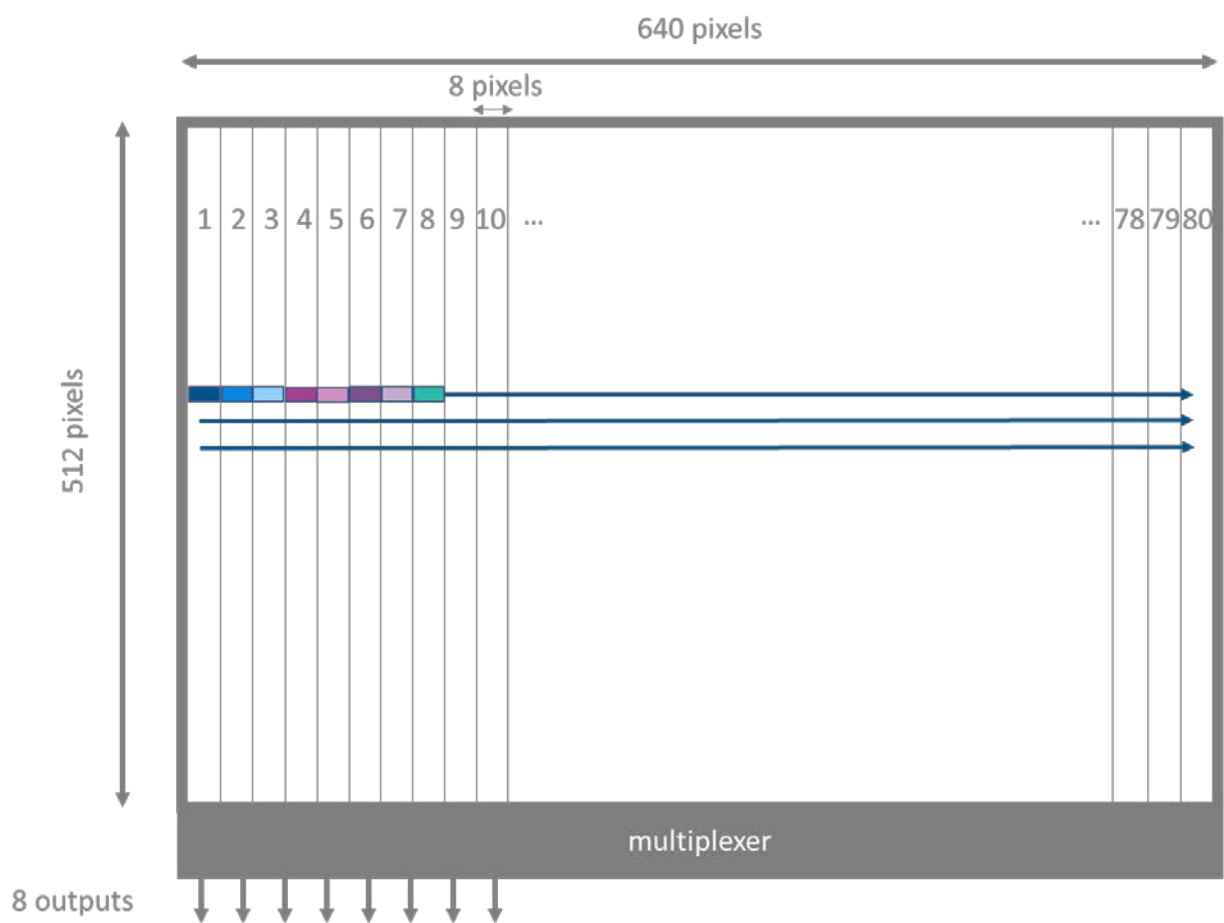 640 pixels
8 pixels
1 2 3 4 5 6 7 8 9 10 ... ... 78 79 80
512 pixels
multiplexer
8 outputs